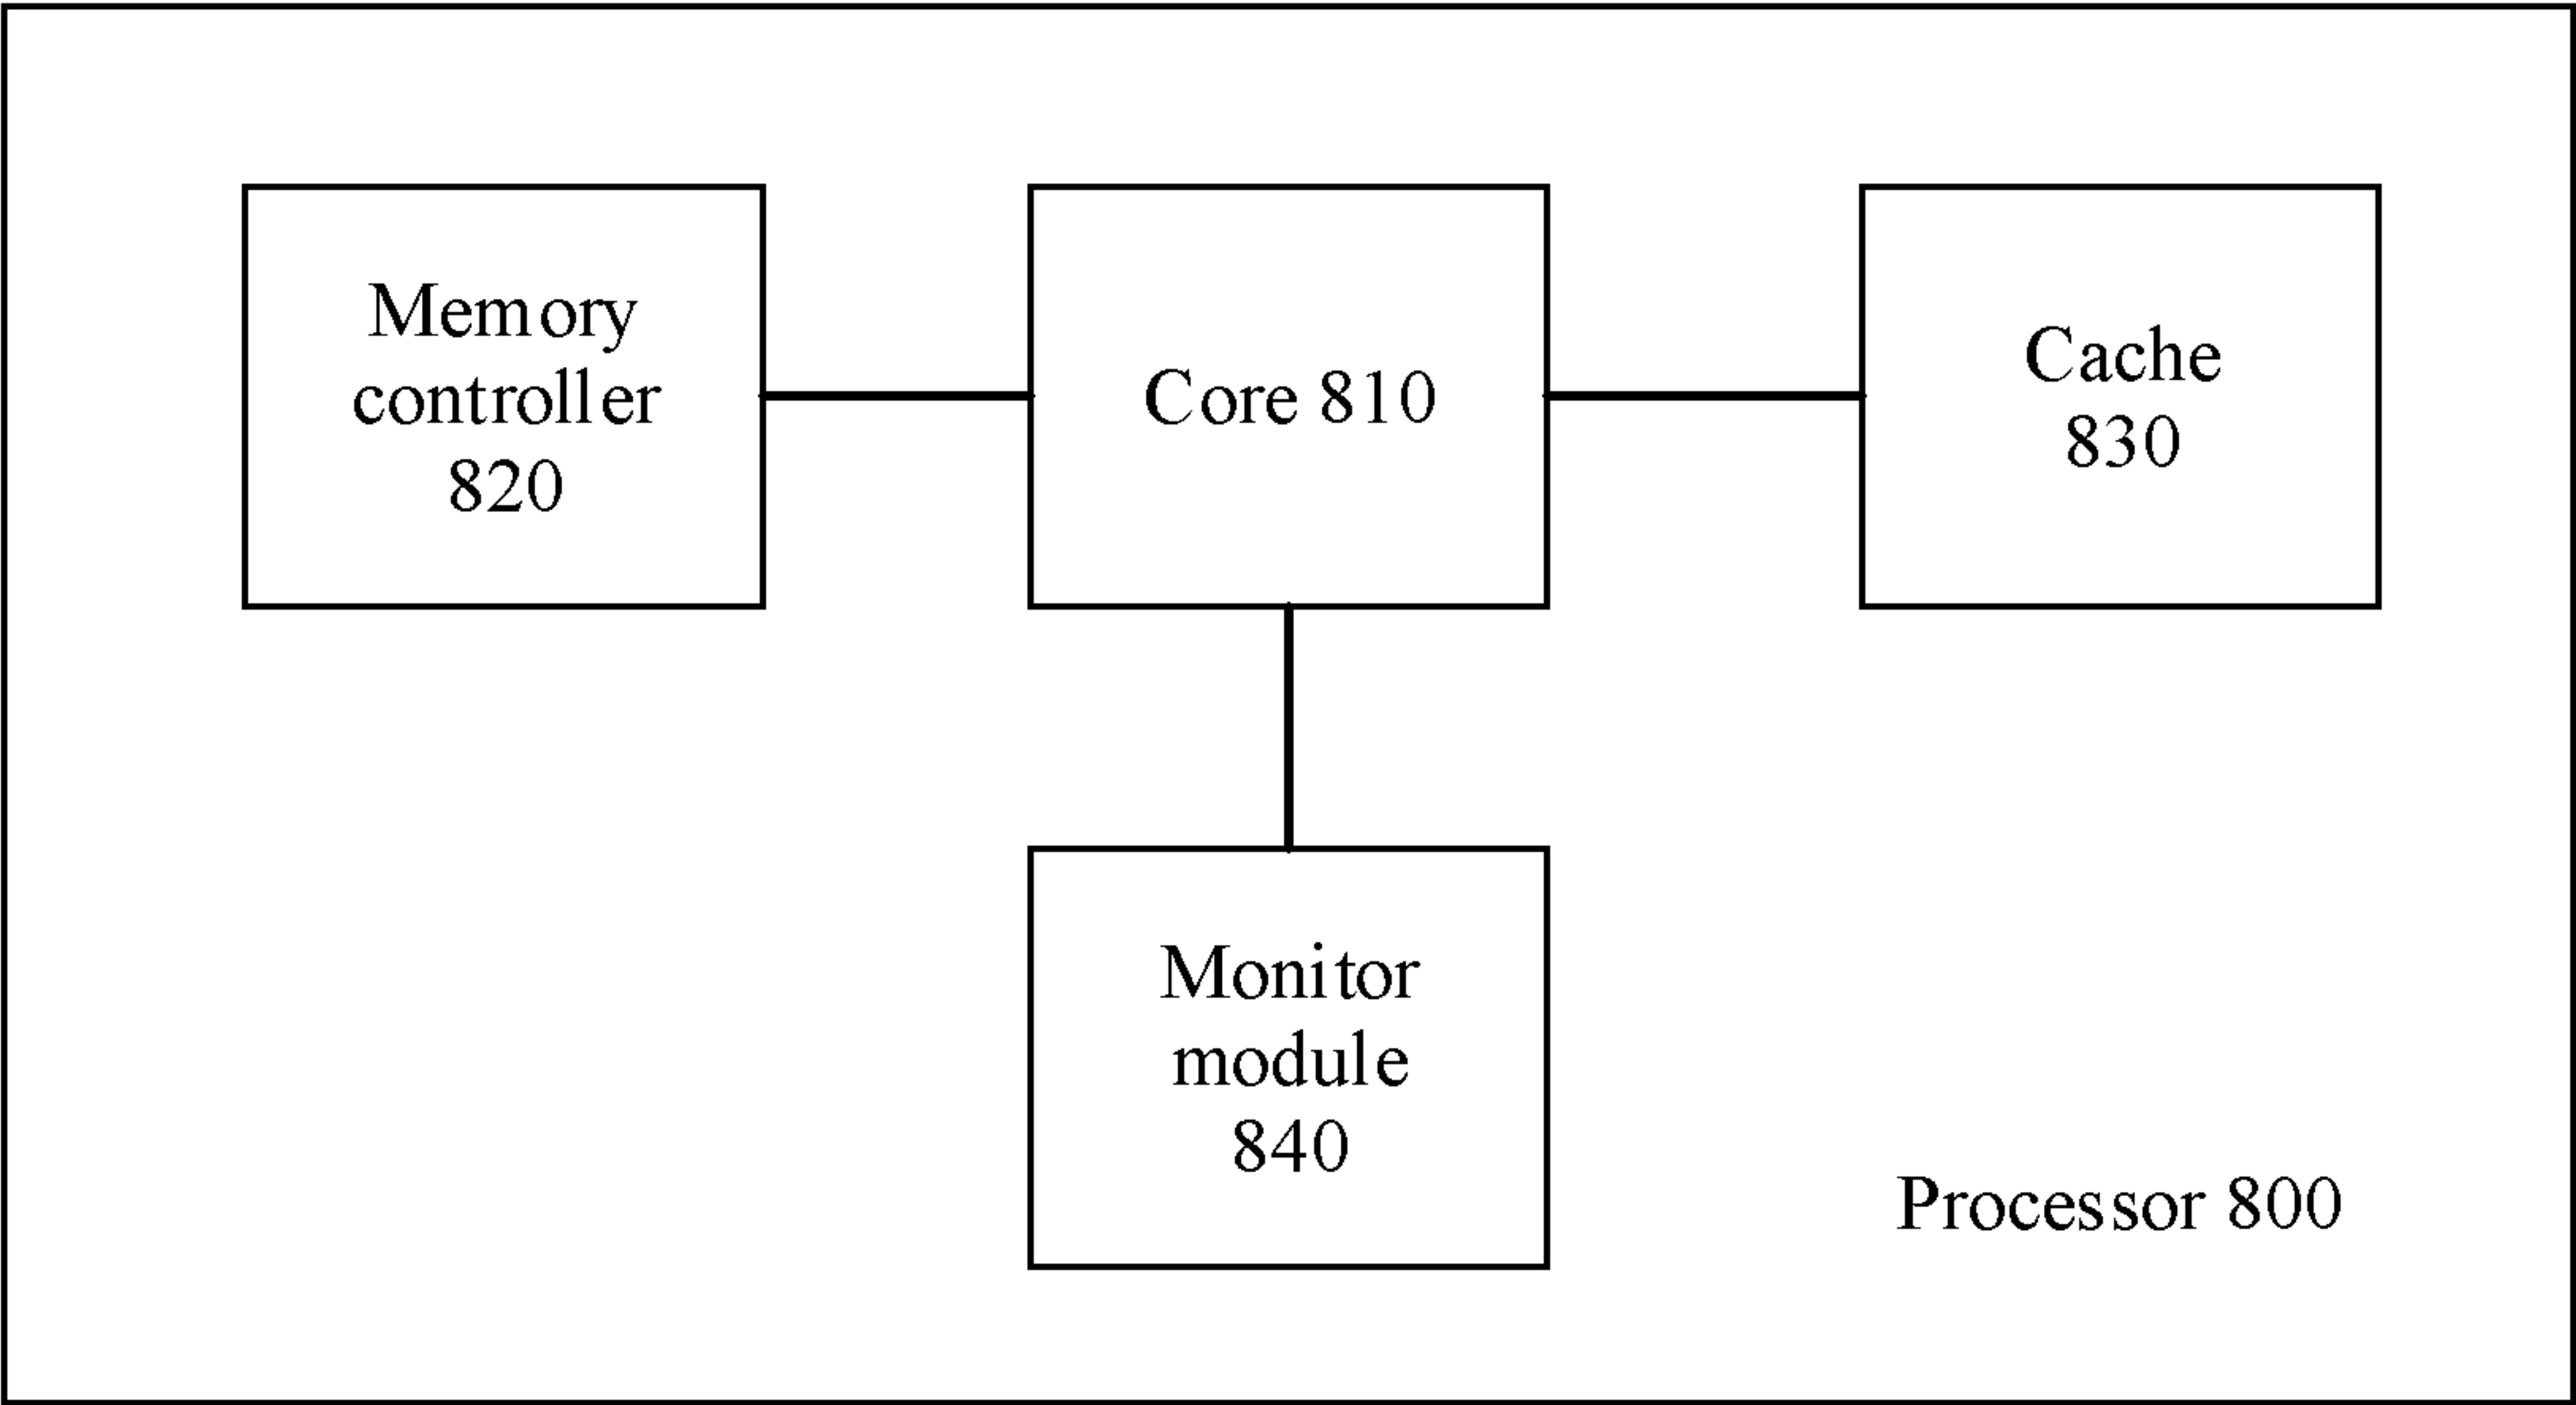 Memory
controller
820
Core 810
Cache
830
Monitor
module
840
Processor 800